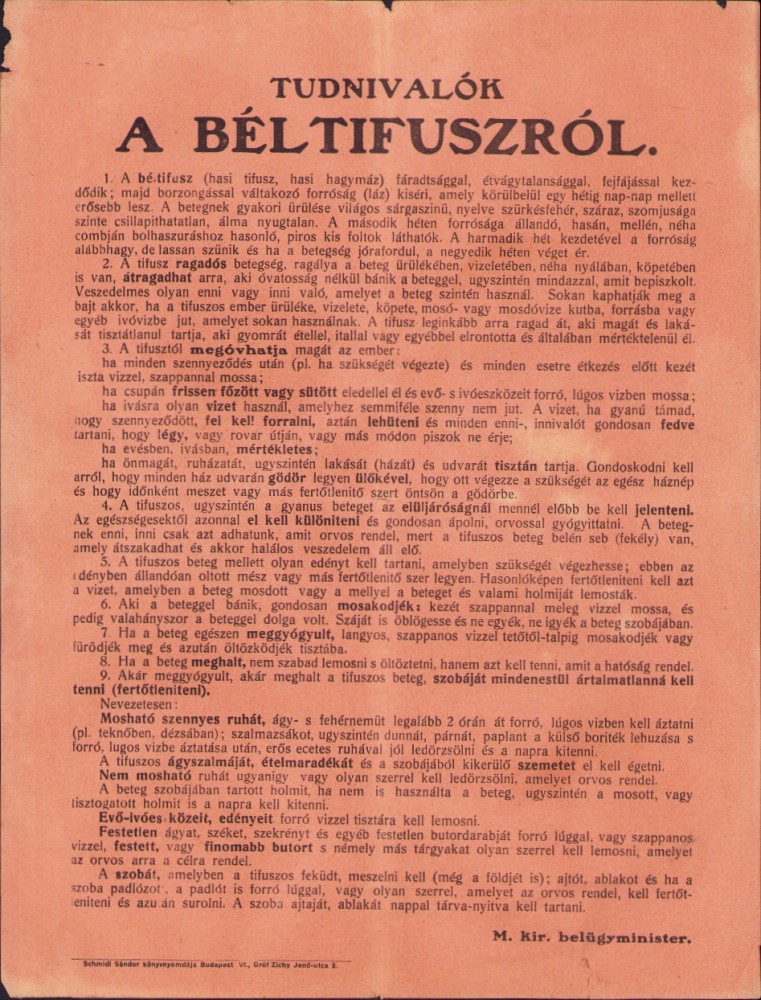 TUDNIVALÓK
A BÉLTIFUSZRÓL.
1. A bé.tifusz (hasi tifusz, hasi hagymáz) fáradtsággal, étvágytalansággal, fejfájással kez-
dődik; majd borzongással váltakozó forróság (láz) kiséri, amely körülbelül egy hétig nap-nap mellett
erősebb lesz. A betegnek gyakori ürülése világos sárgaszinü, nyelve szürkésfehér, száraz, szomjusága
szinte csillapithatatlan, álma nyugtalan. A második héten forrósága állandó, hasán, mellén, néha
combján bolhaszuráshoz hasonló, piros kis foltok láthatók. A harmadik hét kezdetével a forróság
alábbhagy, de lassan szünik és ha a betegség jórafordul, a negyedik héten véget ér.
2. A tifusz ragadós betegség, ragálya a beteg ürülékében, vizeletében, néha nyálában, köpetében
is van, átragadhat arra, aki óvatosság nélkül bánik a beteggel, ugyszintén mindazzal, amit bepiszkolt.
Veszedelmes olyan enni vagy inni való, amelyet a beteg szintén használ. Sokan kaphatják meg a
bajt akkor, ha a tifuszos ember ürüléke, vizelete, köpete, mosó- vagy mosdóvize kutba, forrásba vagy
egyéb ivóvizbe jut, amelyet sokan használnak. A tifusz leginkább arra ragad át, aki magát és laká-
sát tisztátlanul tartja, aki gyomrát étellel, itallal vagy egyébbel elrontotta és általában mértéktelenül él.
3. A tifusztól megóvhatja magát az ember:
ha minden szennyeződés után (pl. ha szükségét végezte) és minden esetre étkezés előtt kezét
iszta vizzel, szappannal mossa;
ha csupán frissen főzött vagy sütött eledellel él és evő- s ivóeszközeit forró, lúgos vizben mossa;
ha ivásra olyan vizet használ, amelyhez semmiféle szenny nem jut. A vizet, ha gyanú támad,
hogy szennyeződött, fel kell forralni, aztán lehüteni és minden enni-, innivalót gondosan fedve
tartani, hogy légy, vagy rovar útján, vagy más módon piszok ne érje;
ha evésben, ivásban, mértékletes;
ha önmagát, ruházatát, ugyszintén lakását (házát) és udvarát tisztán tartja. Gondoskodni kell
arról, hogy minden ház udvarán gödör legyen ülőkével, hogy ott végezze a szükségét az egész háznép
és hogy időnként meszet vagy más fertőtlenitő szert öntsön a gödörbe.
4. A tifuszos, ugyszintén a gyanus beteget az elüljáróságnál mennél előbb be kell jelenteni.
Az egészségesektől azonnal el kell különiteni és gondosan ápolni, orvossal gyógyittatni. A beteg-
nek enni, inni csak azt adhatunk, amit orvos rendel, mert a tifuszos beteg belén seb (fekély) van,
amely átszakadhat és akkor halálos veszedelem áll elő.
5. A tifuszos beteg mellett olyan edényt kell tartani, amelyben szükségét végezhesse; ebben az
edényben állandóan oltott mész vagy más fertőtlenitő szer legyen. Hasonlóképen fertőtleniteni kell azt
a vizet, amelyben a beteg mosdott vagy a mellyel a beteget és valami holmiját lemosták.
6. Aki a beteggel bánik, gondosan mosakodjék: kezét szappannal meleg vizzel mossa, és
pedig valahányszor a beteggel dolga volt. Száját is öblögesse és ne egyék, ne igyék a beteg szobájában.
7. Ha a beteg egészen meggyógyult, langyos, szappanos vizzel tetőtől-talpig mosakodjék vagy
fürödjék meg és azután öltözködjék tisztába.
8. Ha a beteg meghalt, nem szabad lemosni s öltöztetni, hanem azt kell tenni, amit a hatóság rendel.
9. Akár meggyógyult, akár meghalt a tifuszos beteg, szobáját mindenestül ártalmatlanná kell
tenni (fertőtleniteni).
Nevezetesen:
Mosható szennyes ruhát, ágy- s fehérnemüt legalább 2 órán át forró, lúgos vizben kell áztatni
(pl. teknőben, dézsában); szalmazsákot, ugyszintén dunnát, párnát, paplant a külső boriték lehuzása s
forró, lugos vizbe áztatása után, erős ecetes ruhával jól ledörzsölni és a napra kitenni.
A tifuszos ágyszalmáját, ételmaradékát és a szobájából kikerülő szemetet el kell égetni.
Nem mosható ruhát ugyanigy vagy olyan szerrel kell ledörzsölni, amelyet orvos rendel.
A beteg szobájában tartott holmit, ha nem is használta a beteg, ugyszintén a mosott, vagy
tisztogatott holmit is a napra kell kitenni.
Evő-ivóes közeit, edényeit forró vizzel tisztára kell lemosni.
Festetlen ágyat, széket, szekrényt és egyéb festetlen butordarabját forró lúggal, vagy szappanos
vizzel, festett, vagy finomabb butort s némely más tárgyakat olyan szerrel kell lemosni, amelyet
az orvos arra a célra rendel.
A szobát, amelyben a tifuszos feküdt, meszelni kell (még a földjét is); ajtót, ablakot és ha a
szoba padlózot , a padlót is forró lúggal, vagy olyan szerrel, amelyet az orvos rendel, kell fertőt-
leniteni és azu án surolni. A szoba ajtaját, ablakát nappal tárva-nyitva kell tartani.
M. kir. belügyminister.
Schmidl Sándor könyvnyomdája Budapest VI., Gróf Zichy Jenő-utca 3.